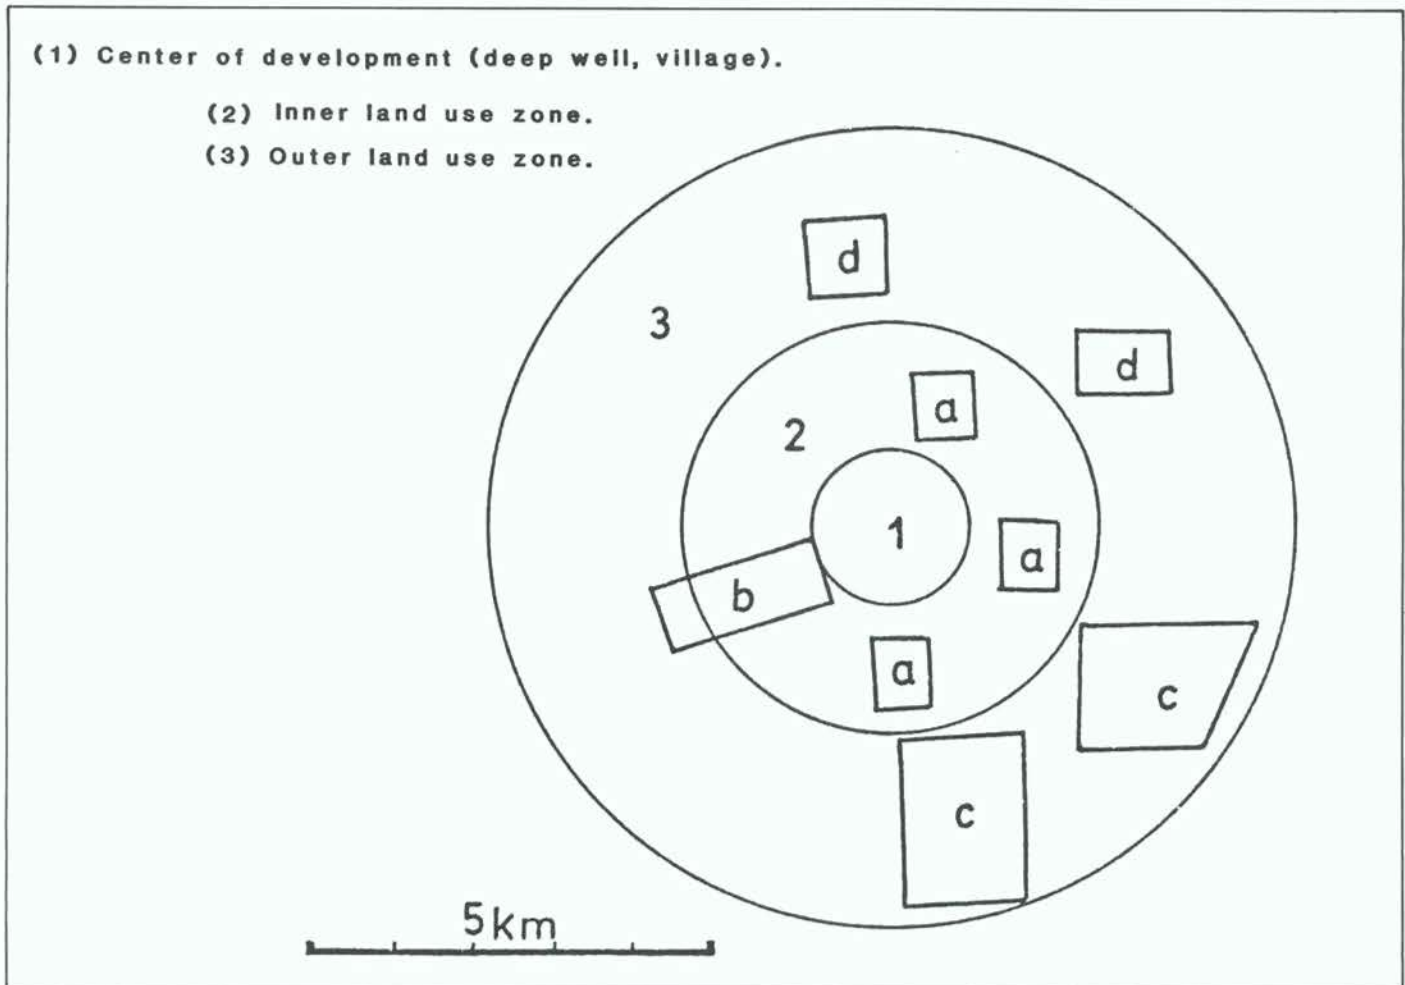 (1) Center of development (deep well, village).
(2) Inner land use zone.
(3) Outer land use zone.
d
3
d
a
2
1
a
b
a
c
c
5km